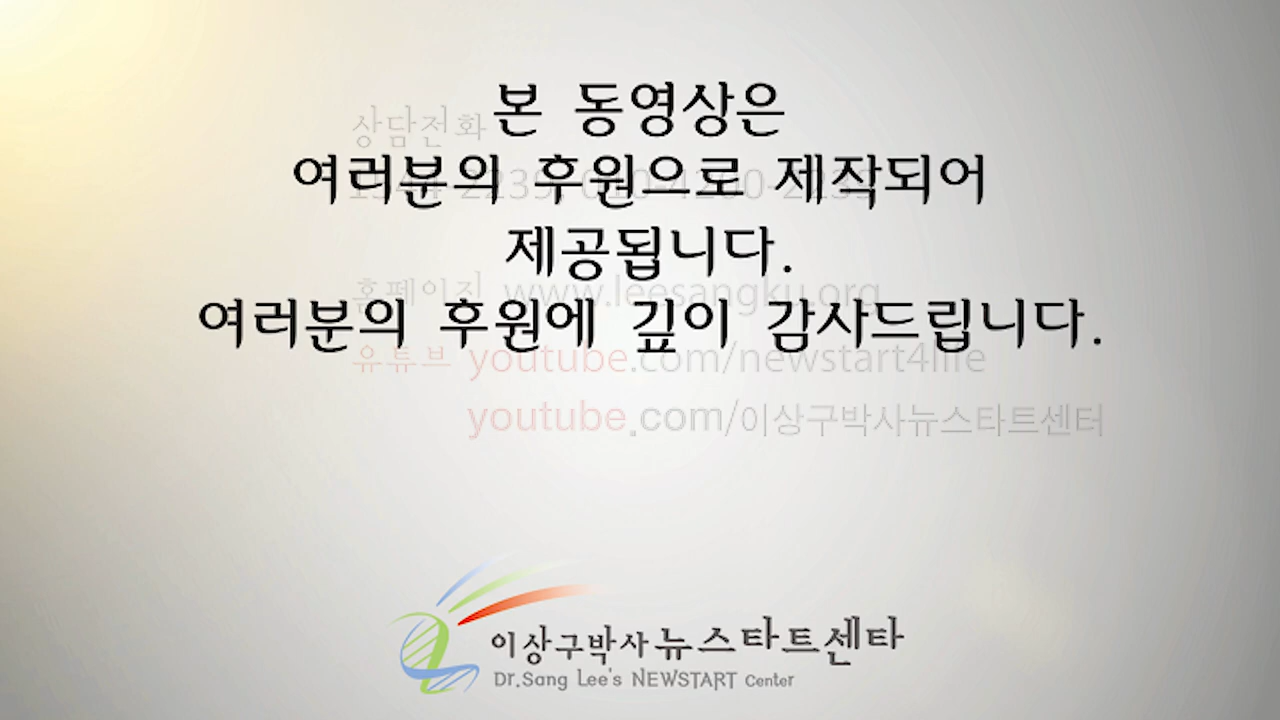 본 동영상은
상담전화
여러분의 후원으로 제작되어
제공됩니다.
홈페이지 www.leesangku.org
여러분의 후원에 깊이 감사드립니다.
유튜브 youtube.com/newstart4life
youtube.com/이상구박사뉴스타트센터
이상구박사 뉴스타트센타
Dr.Sang Lee's NEWSTART Center